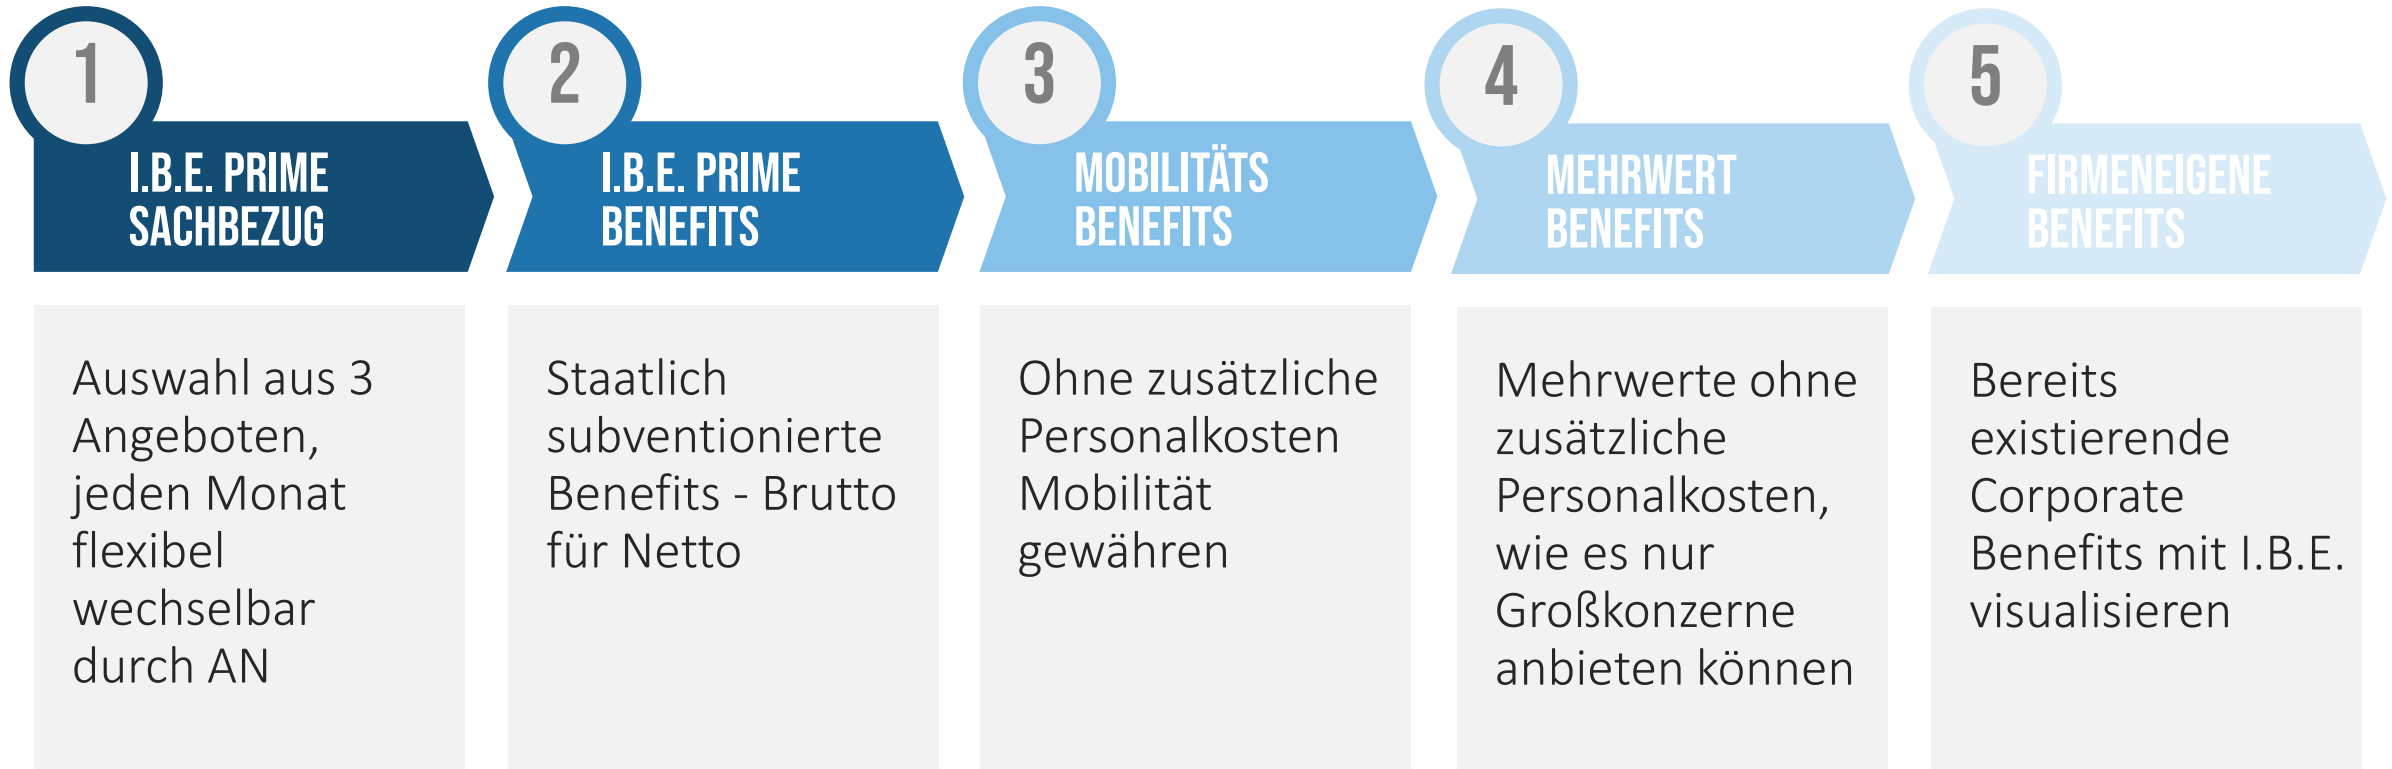 1
I.B.E. PRIME
SACHBEZUG
Auswahl aus 3
Angeboten,
jeden Monat
flexibel
wechselbar
durch AN
2
I.B.E. PRIME
BENEFITS
Staatlich
subventionierte
Benefits - Brutto
für Netto
3
MOBILITÄTS
BENEFITS
Ohne zusätzliche
Personalkosten
Mobilität
gewähren
4
MEHRWERT
BENEFITS
Mehrwerte ohne
zusätzliche
Personalkosten,
wie es nur
Großkonzerne
anbieten können
5
FIRMENEIGENE
BENEFITS
Bereits
existierende
Corporate
Benefits mit I.B.E.
visualisieren